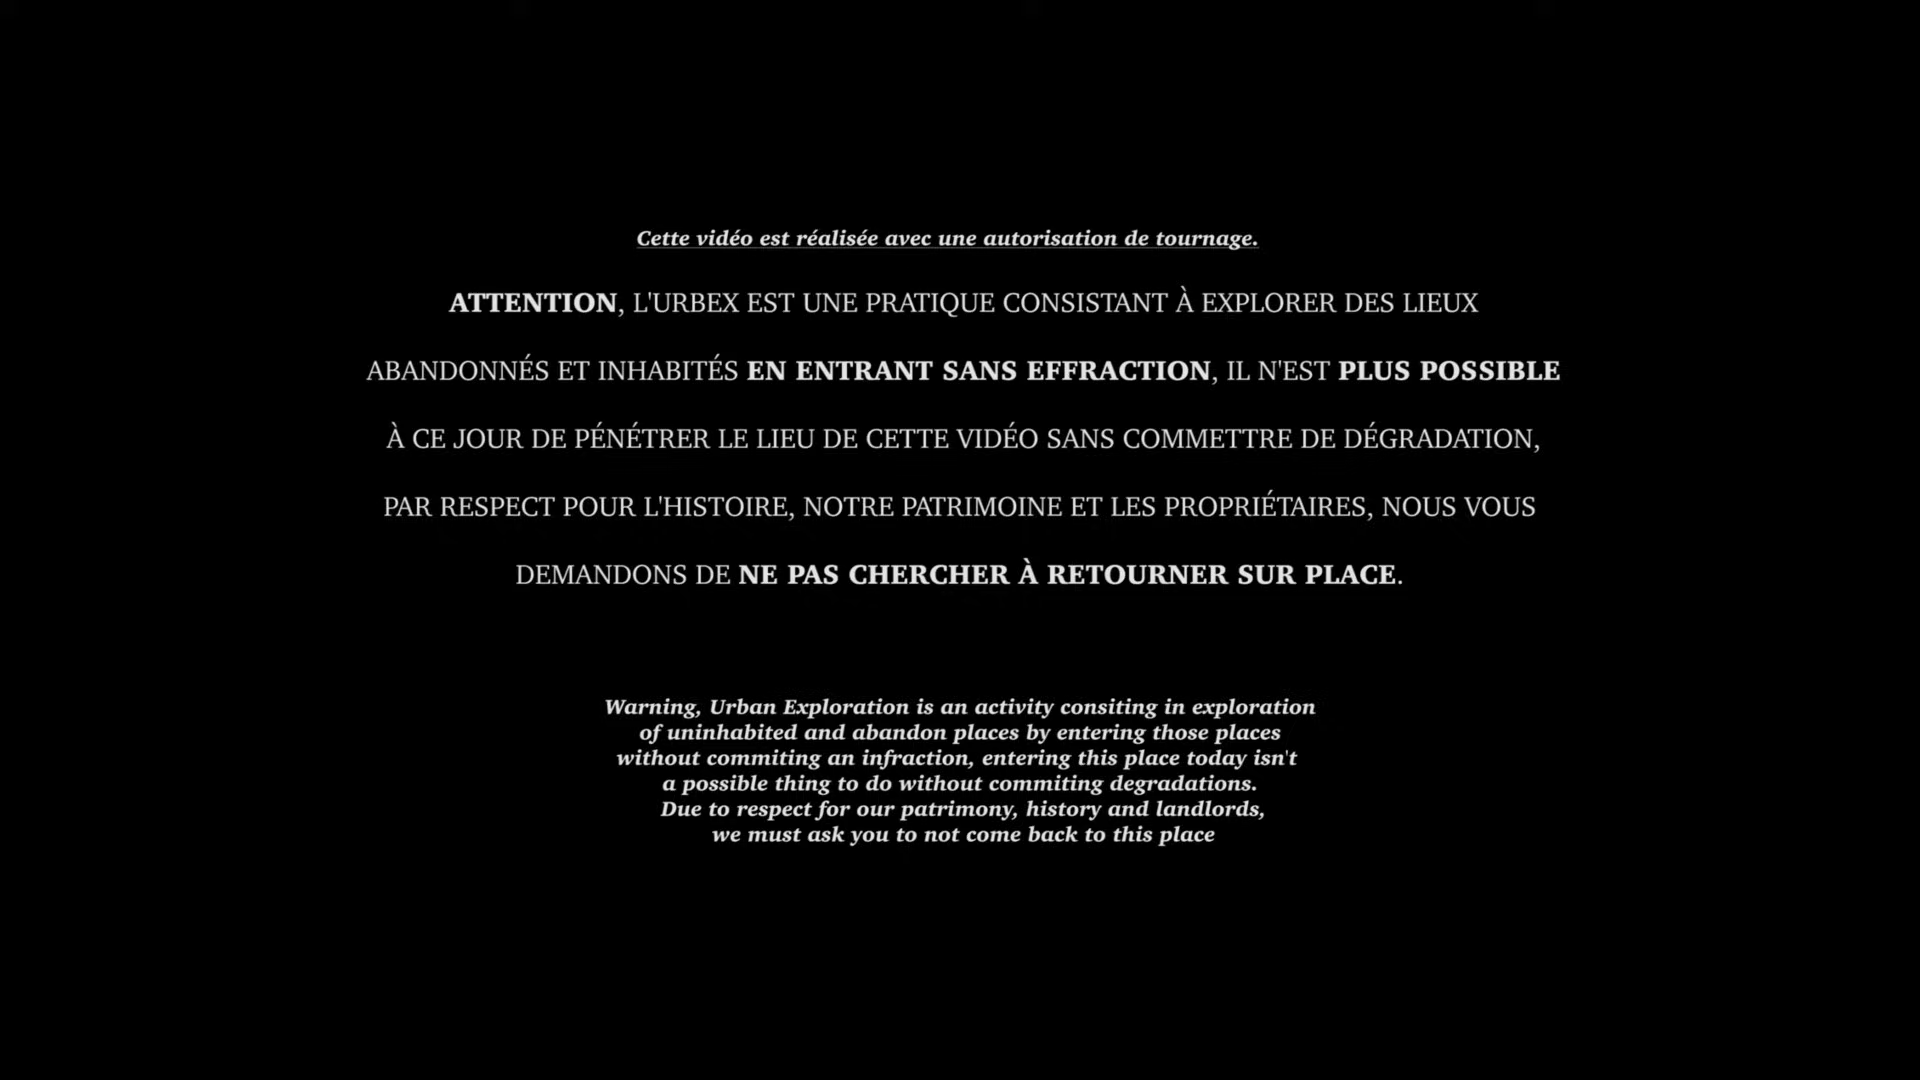 Cette vidéo est réalisée avec une autorisation de tournage.
ATTENTION, L'URBEX EST UNE PRATIQUE CONSISTANT À EXPLORER DES LIEUX
ABANDONNÉS ET INHABITÉS EN ENTRANT SANS EFFRACTION, IL N'EST PLUS POSSIBLE
À CE JOUR DE PÉNÉTRER LE LIEU DE CETTE VIDÉO SANS COMMETTRE DE DÉGRADATION,
PAR RESPECT POUR L'HISTOIRE, NOTRE PATRIMOINE ET LES PROPRIÉTAIRES, NOUS VOUS
DEMANDONS DE NE PAS CHERCHER À RETOURNER SUR PLACE.
Warning, Urban Exploration is an activity consiting in exploration
of uninhabited and abandon places by entering those places
without commiting an infraction, entering this place today isn't
a possible thing to do without commiting degradations.
Due to respect for our patrimony, history and landlords,
we must ask you to not come back to this place